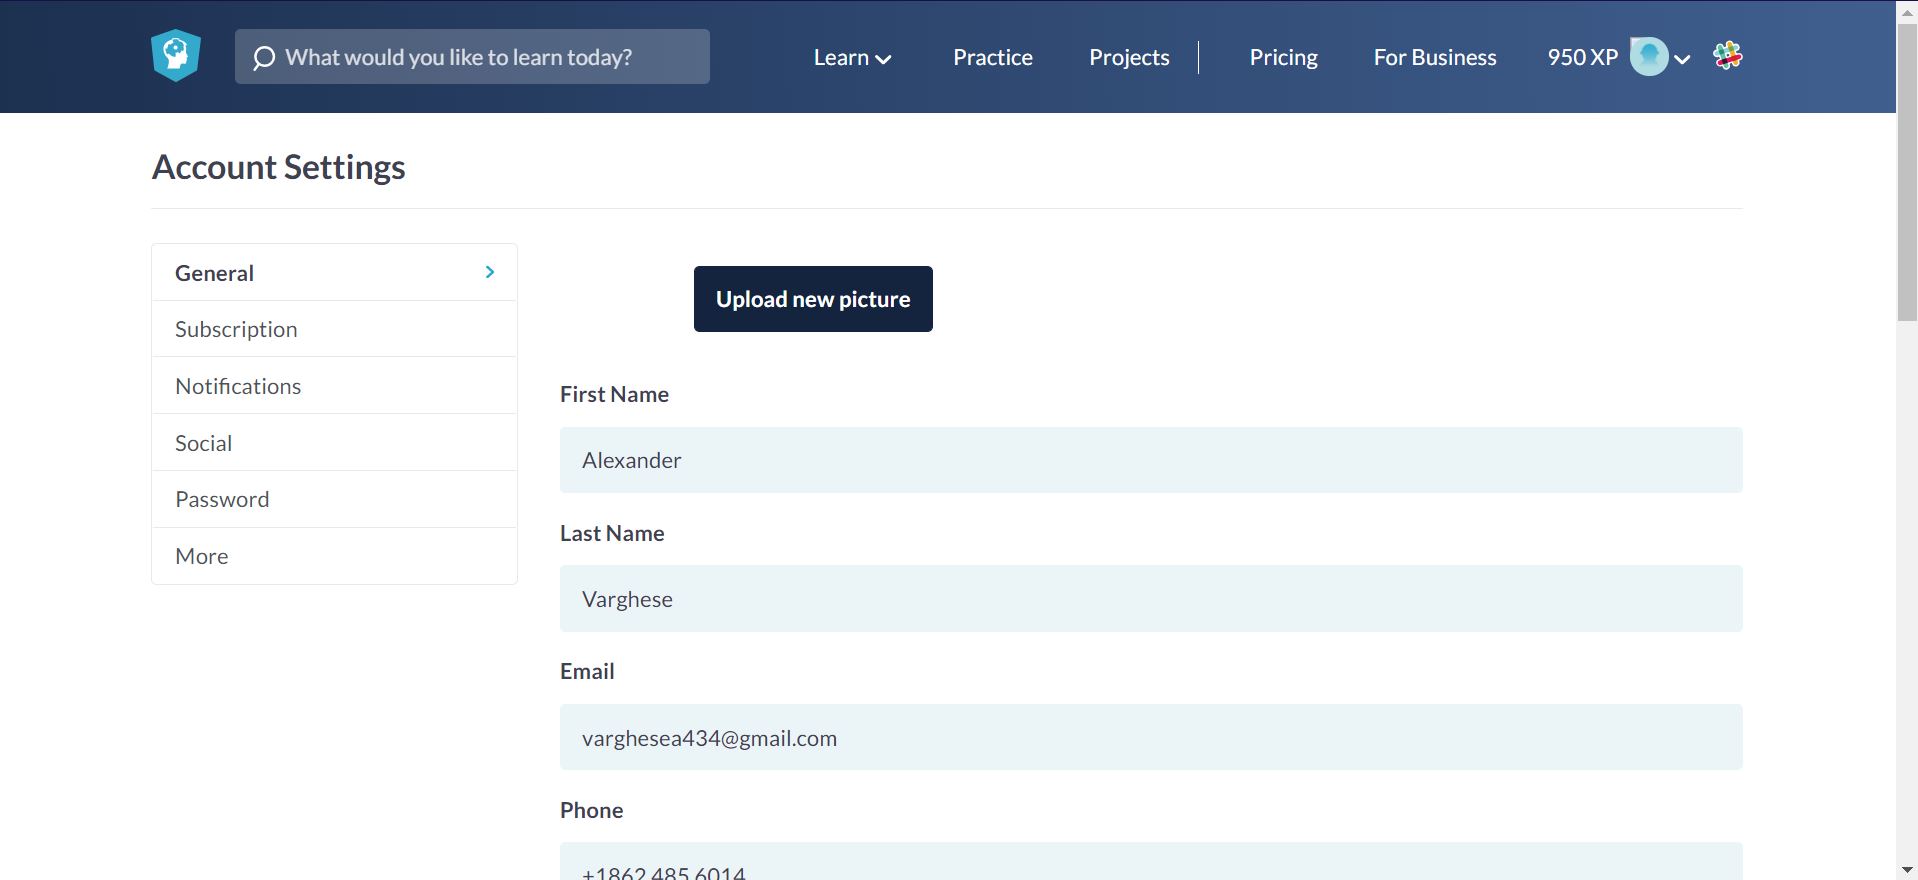 What would you like to learn today?
Learn
Practice
Projects
Pricing
For Business
950 XP
Account Settings
General
Subscription
Notifications
Social
Password
More
Upload new picture
First Name
Alexander
Last Name
Varghese
Email
varghesea434@gmail.com
Phone
+1862 485 6014